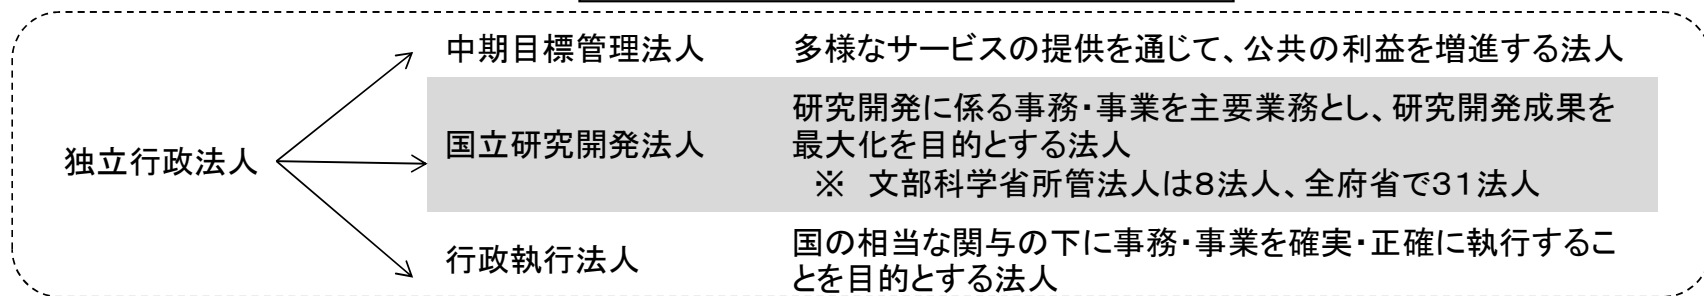 中期目標管理法人 多様なサービスの提供を通じて、公共の利益を増進する法人
独立行政法人
国立研究開発法人 研究開発に係る事務・事業を主要業務とし、研究開発成果を
最大化を目的とする法人
※ 文部科学省所管法人は8法人、全府省で31法人
行政執行法人 国の相当な関与の下に事務・事業を確実・正確に執行するこ
とを目的とする法人